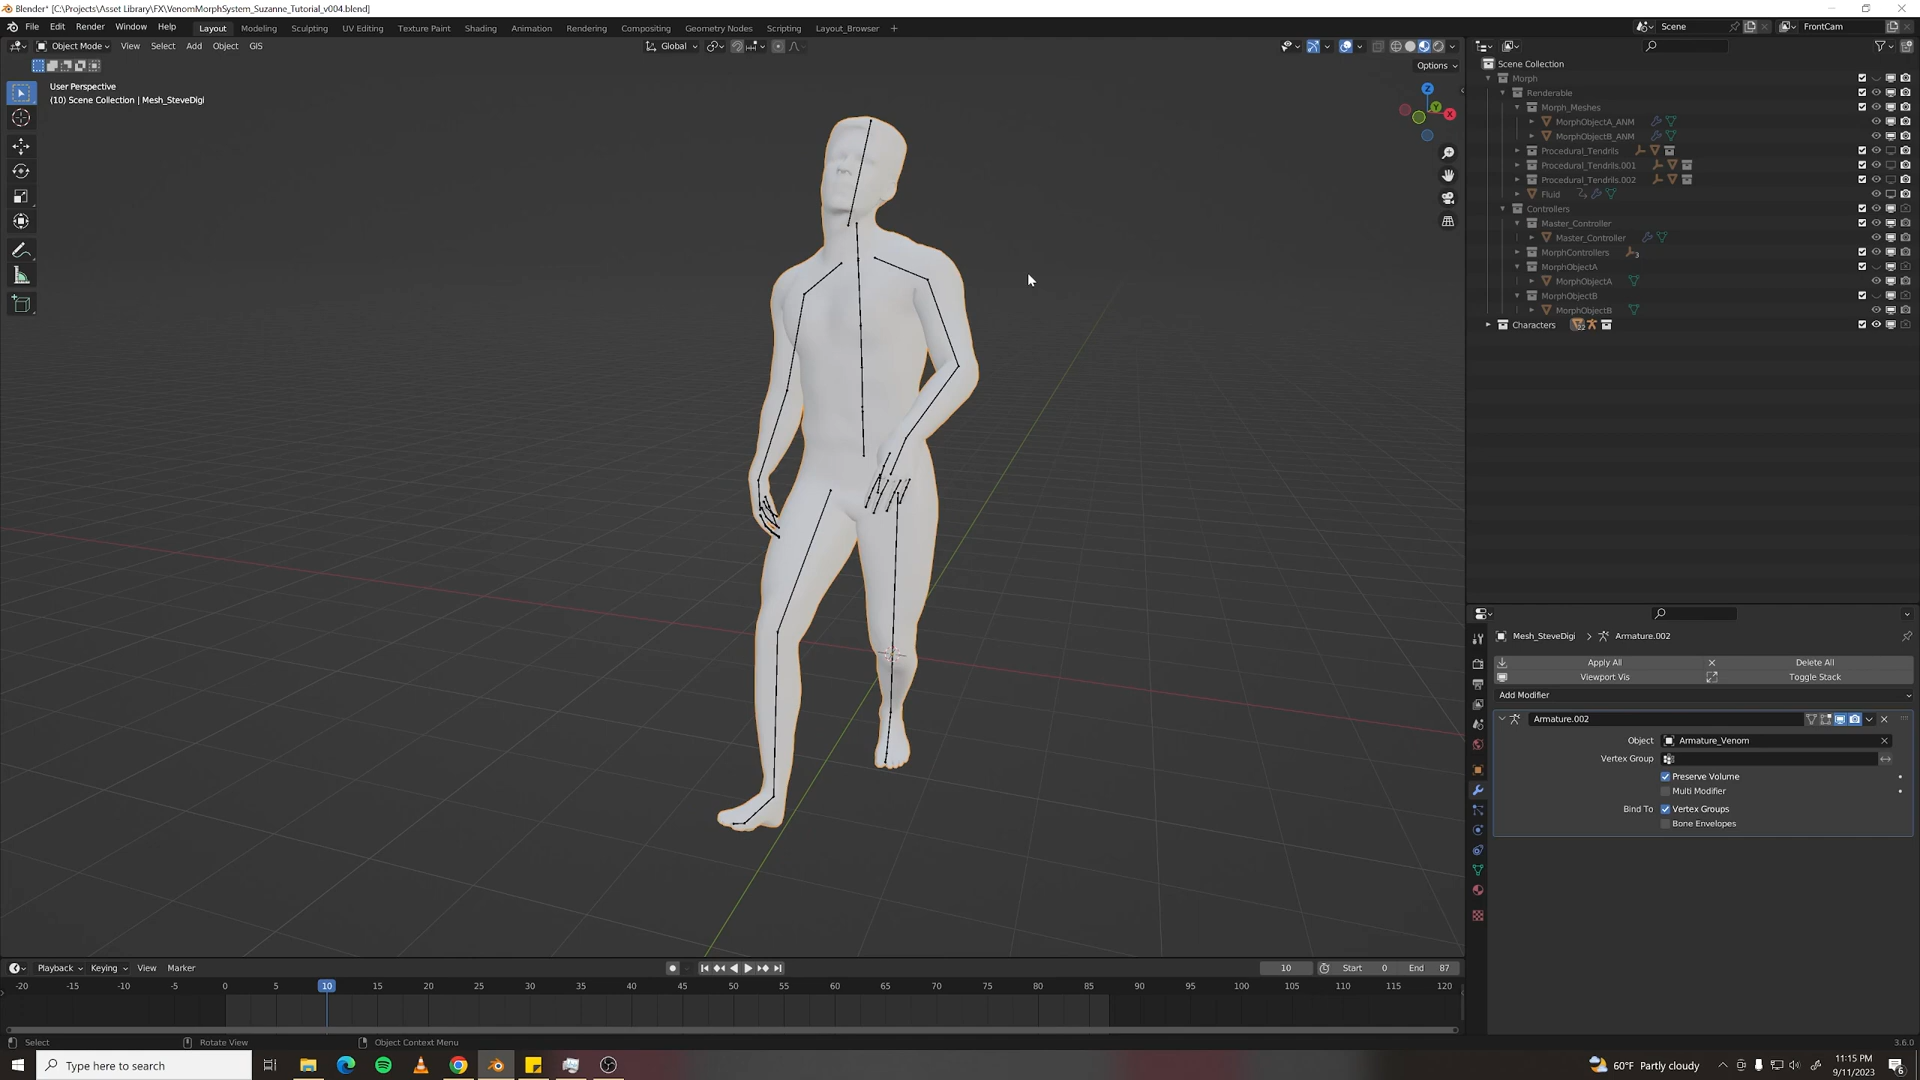 Blender* [C:\Projects\Asset Library\FX\VenomMorphSystem_Suzanne_Tutorial_v004.blend]
File Edit Render Window Help Layout Modeling Sculpting UV Editing Texture Paint Shading Animation Rendering Compositing Geometry Nodes Scripting Layout_Browser +
Scene FrontCam
Object Mode View Select Add Object GIS
Global
Options
User Perspective
(10) Scene Collection | Mesh_SteveDigi
Z
Y
X
Scene Collection
Morph
Renderable
Morph_Meshes
MorphObjectA_ANM
MorphObjectB_ANM
Procedural_Tendrils
Procedural_Tendrils.001
Procedural_Tendrils.002
Fluid
Controllers
Master_Controller
Master_Controller
MorphControllers 3
MorphObjectA
MorphObjectA
MorphObjectB
MorphObjectB
Characters
Mesh_SteveDigi > Armature.002
Apply All Delete All
Viewport Vis Toggle Stack
Add Modifier
Armature.002
Object Armature_Venom
Vertex Group
Preserve Volume
Multi Modifier
Bind To Vertex Groups
Bone Envelopes
Playback Keying View Marker
10 Start 0 End 87
-20 -15 -10 -5 0 5 10 15 20 25 30 35 40 45 50 55 60 65 70 75 80 85 90 95 100 105 110 115 120
Select Rotate View Object Context Menu
3.6.0
Type here to search
60°F Partly cloudy
11:15 PM
9/11/2023
6